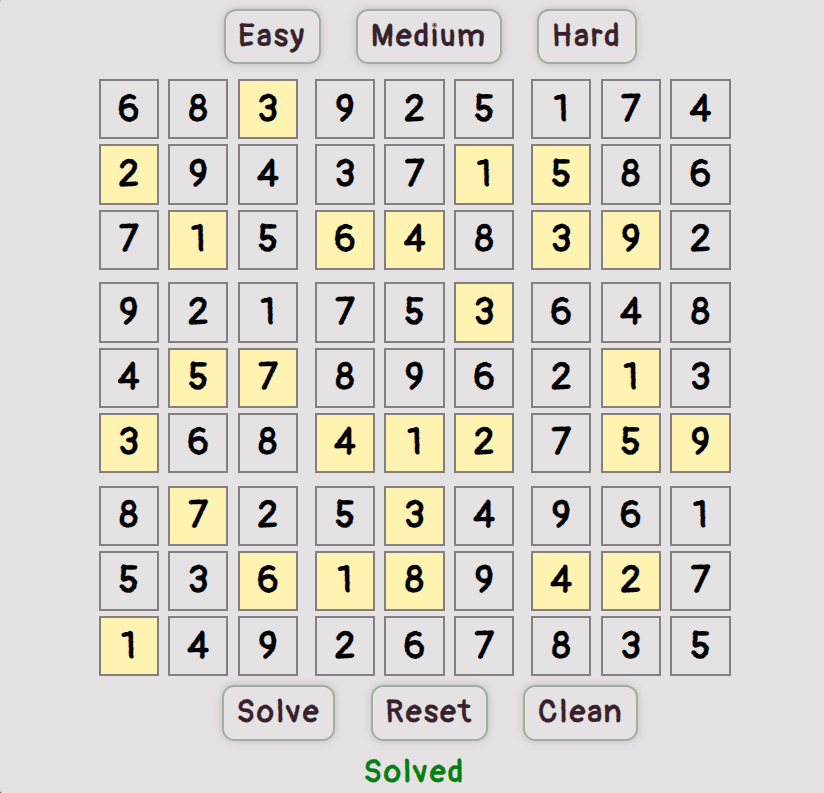 Easy Medium Hard
6 8 3 9 2 5 1 7 4
2 9 4 3 7 1 5 8 6
7 1 5 6 4 8 3 9 2
9 2 1 7 5 3 6 4 8
4 5 7 8 9 6 2 1 3
3 6 8 4 1 2 7 5 9
8 7 2 5 3 4 9 6 1
5 3 6 1 8 9 4 2 7
1 4 9 2 6 7 8 3 5
Solve Reset Clean
Solved